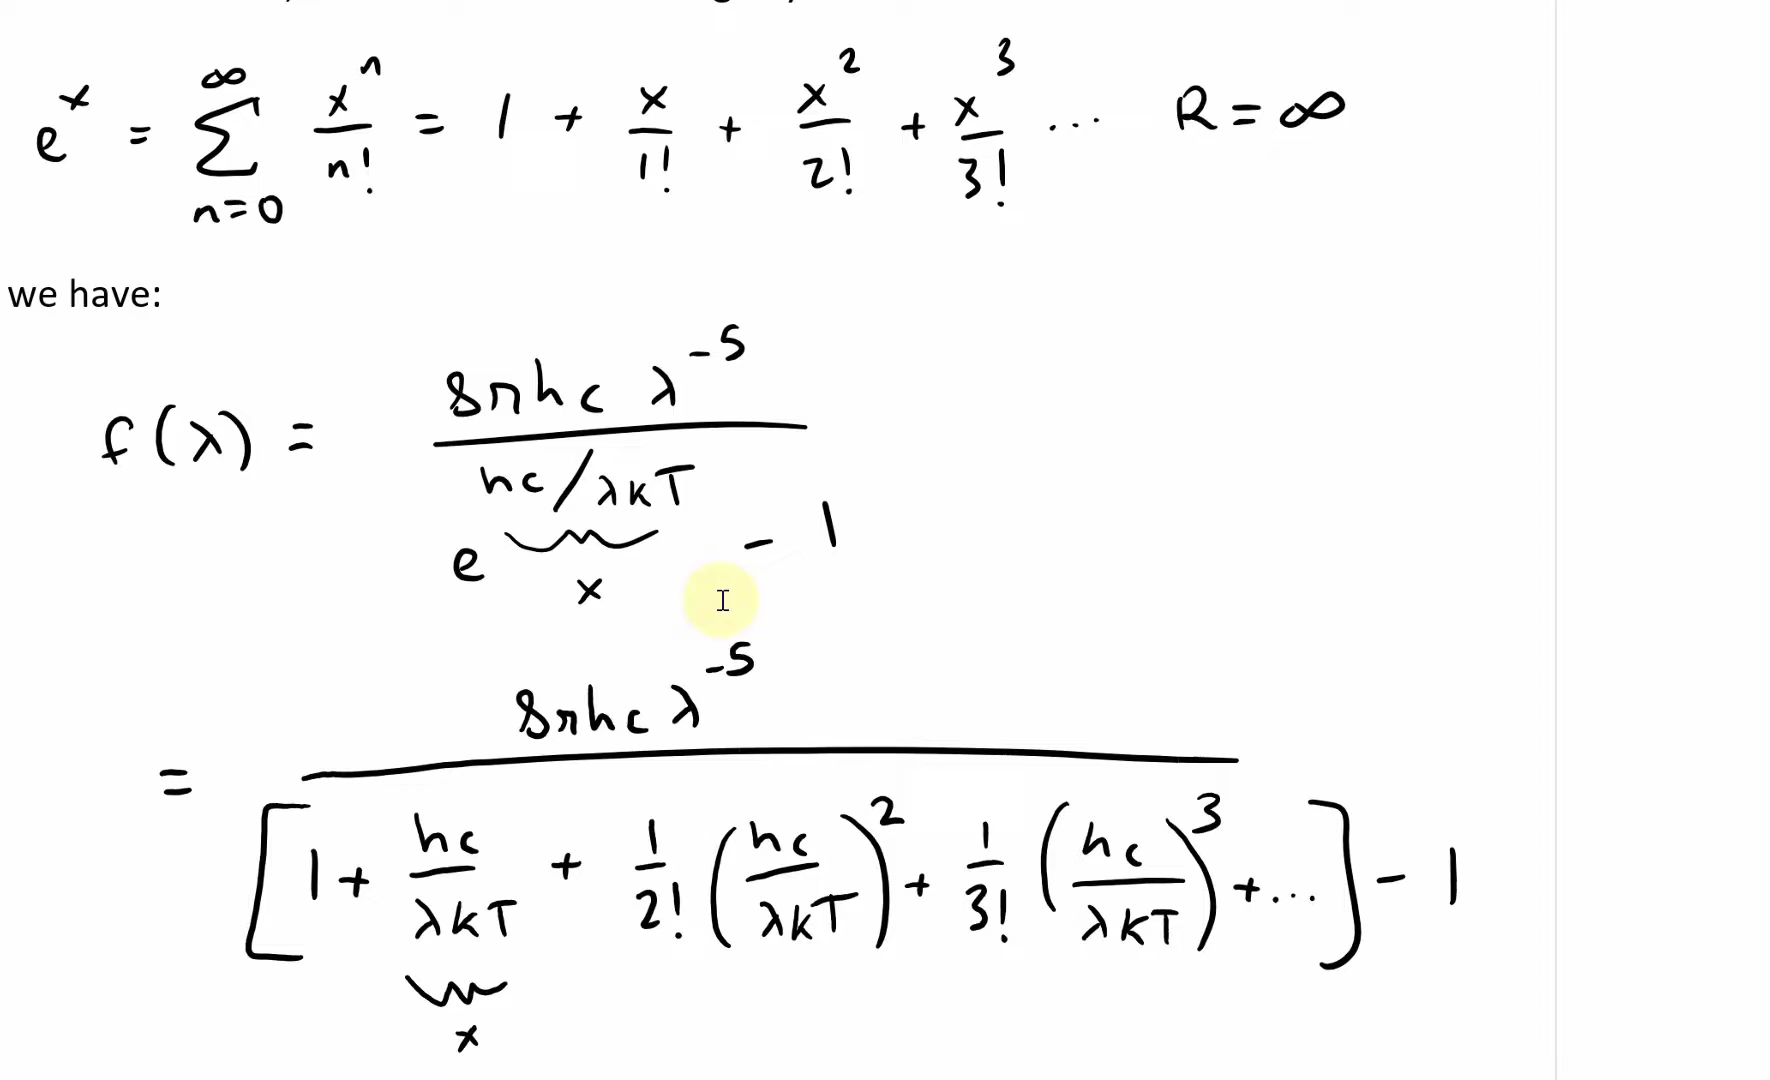 e^x = ∑_{n=0}^{∞} x^n/n! = 1 + x/1! + x^2/2! + x^3/3! ... R = ∞
we have:
f(λ) = 8πhc λ^{-5} / (e^{hc/λkT} - 1)
x
= 8πhc λ^{-5} / ([1 + hc/λkT + 1/2! (hc/λkT)^2 + 1/3! (hc/λkT)^3 + ...] - 1)
x